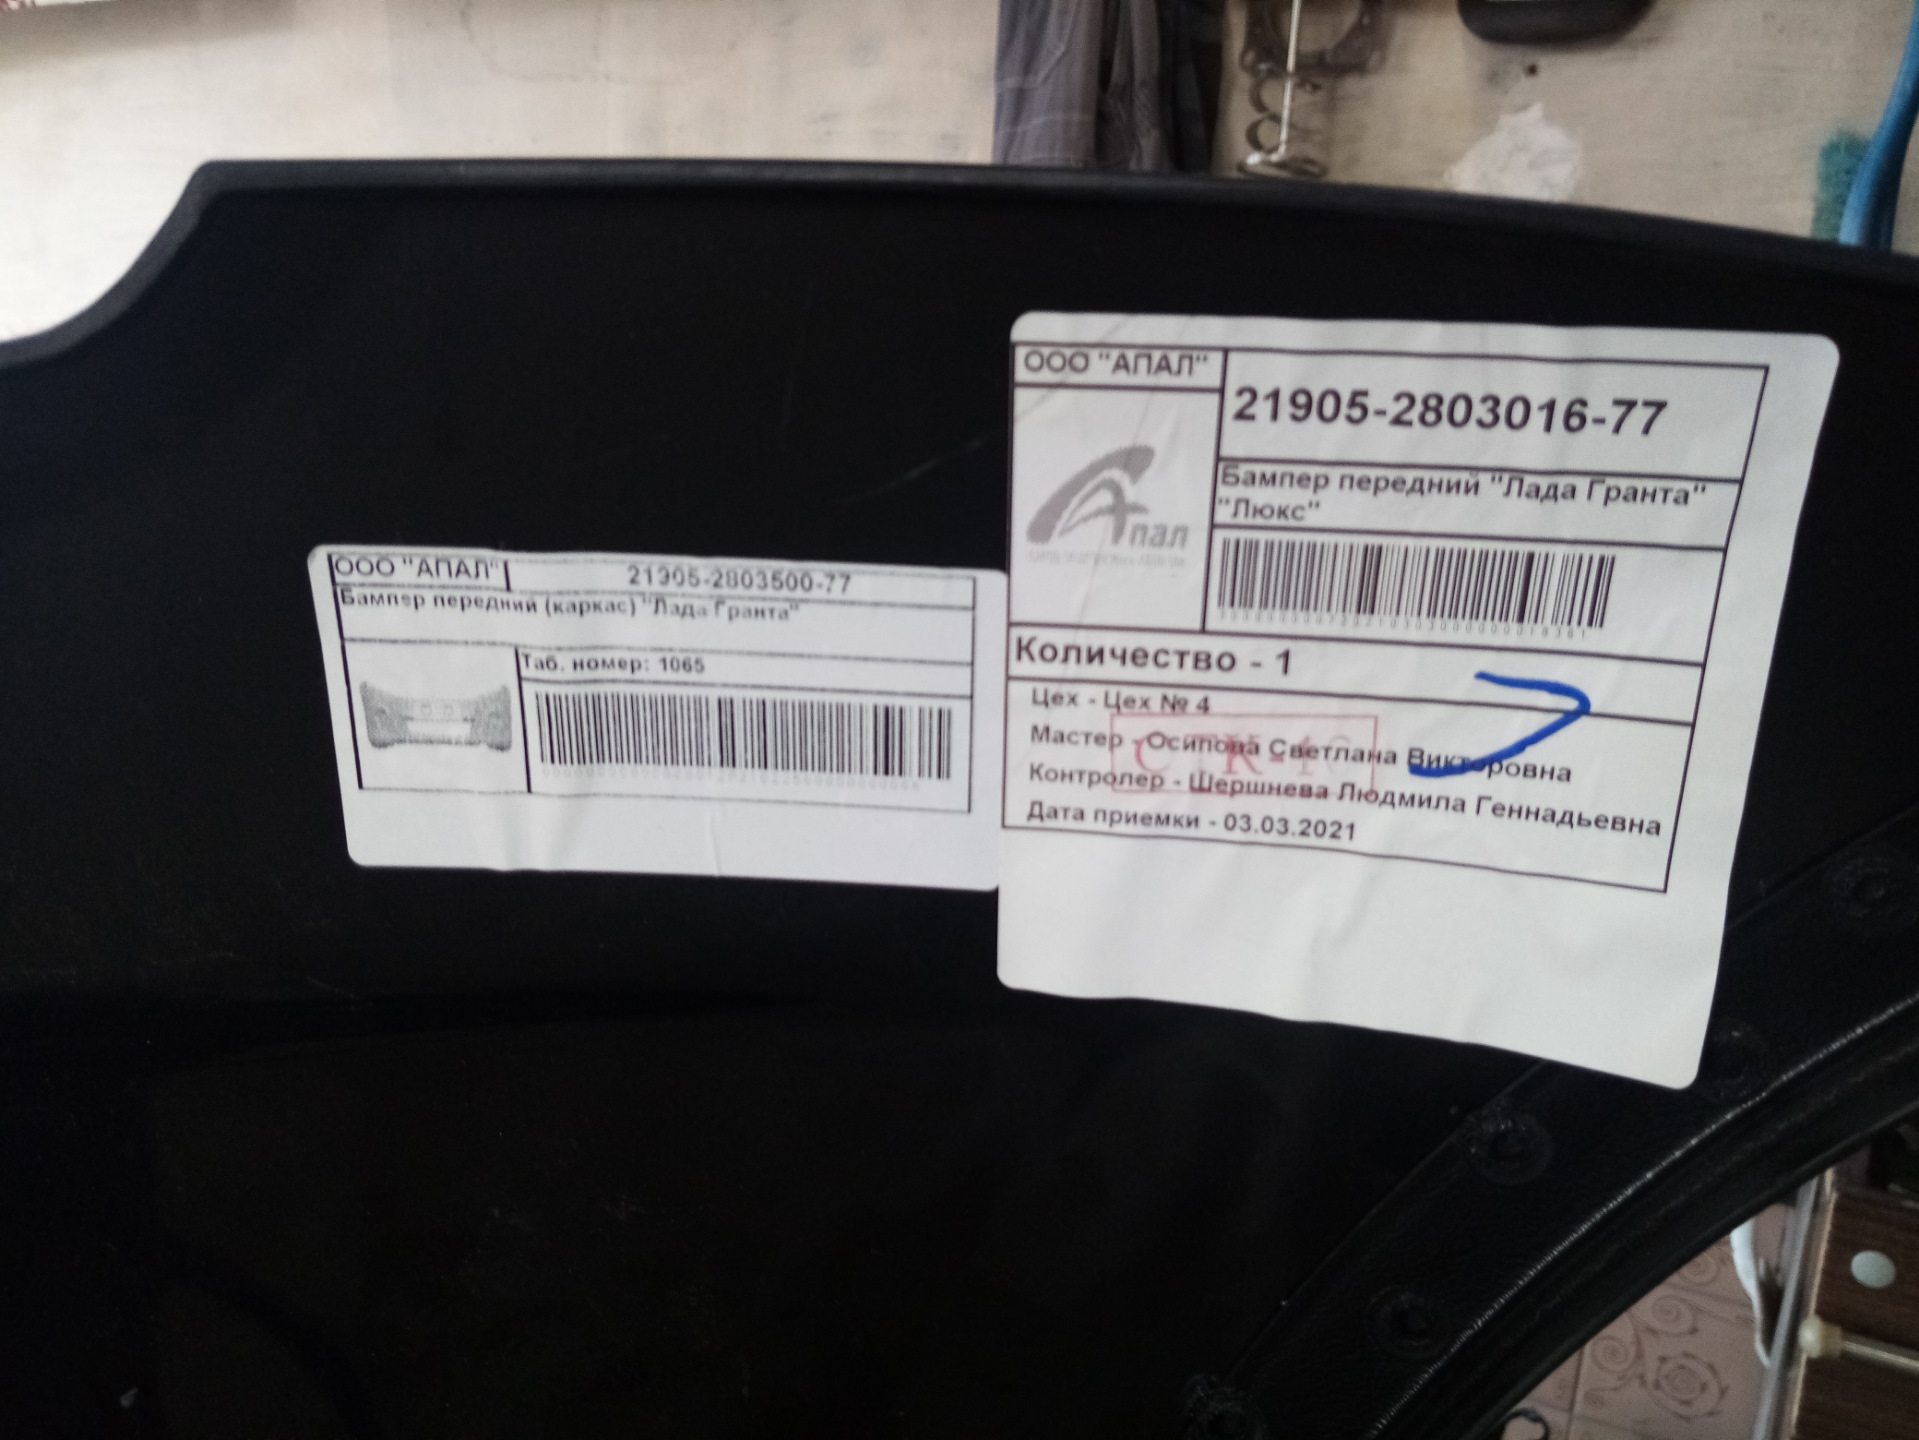 ООО "АПАЛ"
21905-2803500-77
Бампер передний (каркас) "Лада Гранта"
Таб. номер: 1065
ООО "АПАЛ"
21905-2803016-77
Апал
Бампер передний "Лада Гранта"
"Люкс"
Количество - 1
Цех - Цех № 4
Мастер - Осипова Светлана Викторовна
Контролер - Шершнева Людмила Геннадьевна
Дата приемки - 03.03.2021